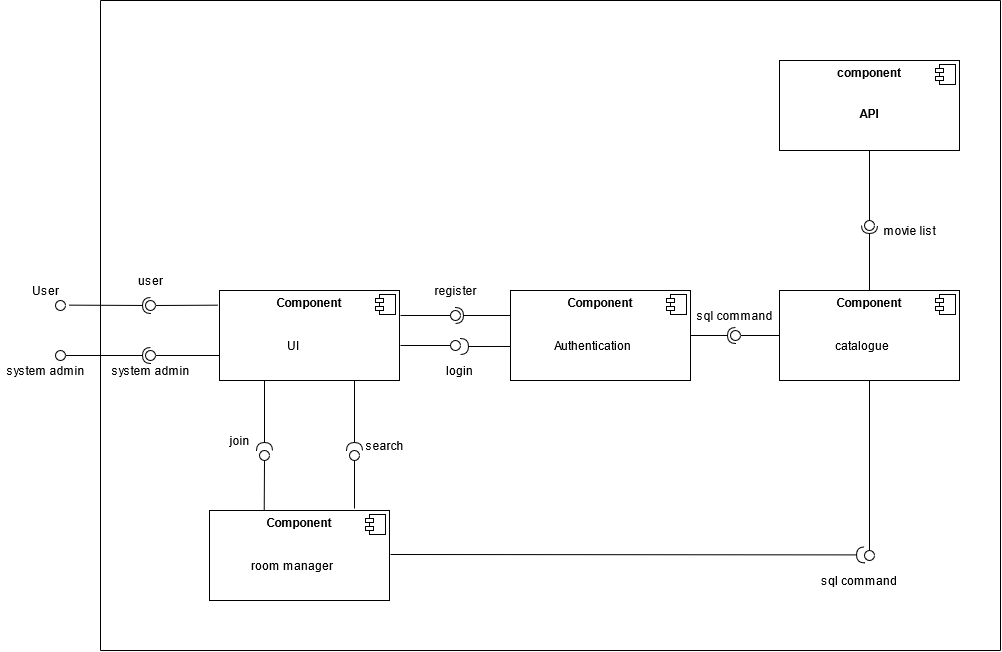 component
API
movie list
User
user
system admin
system admin
Component
UI
register
login
Component
Authentication
sql command
Component
catalogue
join
search
Component
room manager
sql command